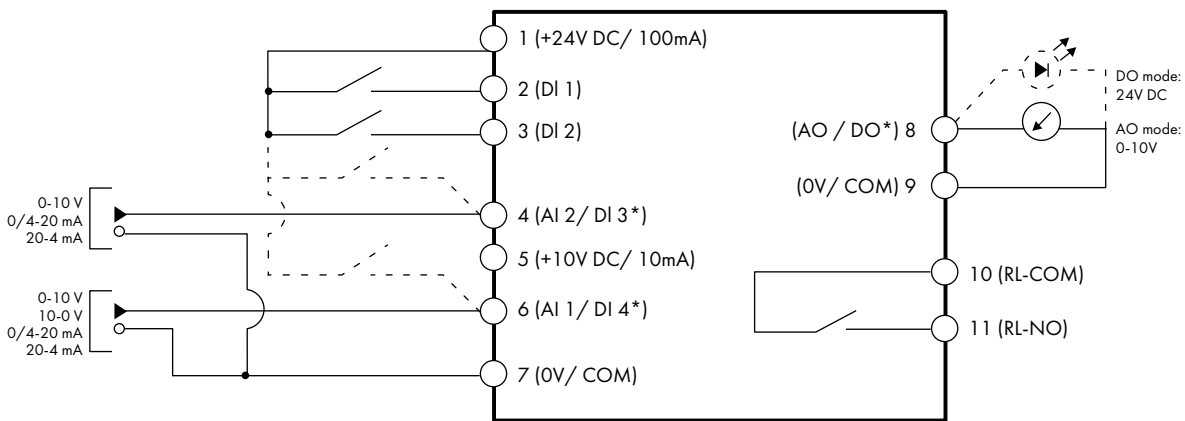 1 (+24V DC/ 100mA)
2 (DI 1)
3 (DI 2)
4 (AI 2/ DI 3*)
5 (+10V DC/ 10mA)
6 (AI 1/ DI 4*)
7 (0V/ COM)
0-10 V
0/4-20 mA
20-4 mA
0-10 V
10-0 V
0/4-20 mA
20-4 mA
(AO / DO*) 8
(0V/ COM) 9
10 (RL-COM)
11 (RL-NO)
DO mode:
24V DC
AO mode:
0-10V